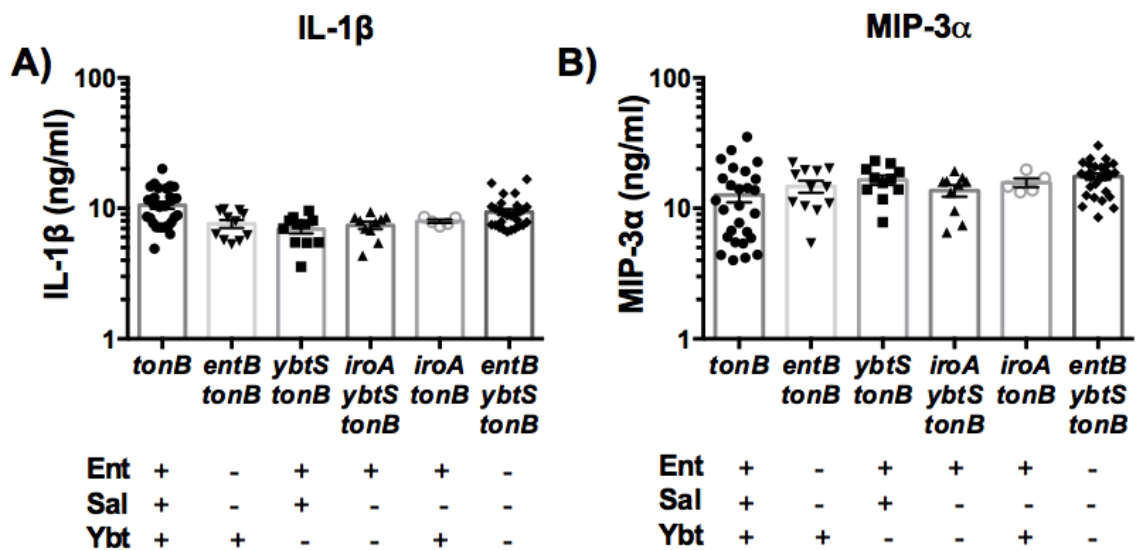 IL-1β
A)
100
10
1
IL-1β (ng/ml)
tonB entB ybtS iroA iroA entB
tonB tonB ybtS tonB ybtS
tonB tonB
Ent + - + + + -
Sal + - + - - -
Ybt + + - - + -
MIP-3α
B)
100
10
1
MIP-3α (ng/ml)
tonB entB ybtS iroA iroA entB
tonB tonB ybtS tonB ybtS
tonB tonB
Ent + - + + + -
Sal + - + - - -
Ybt + + - - + -